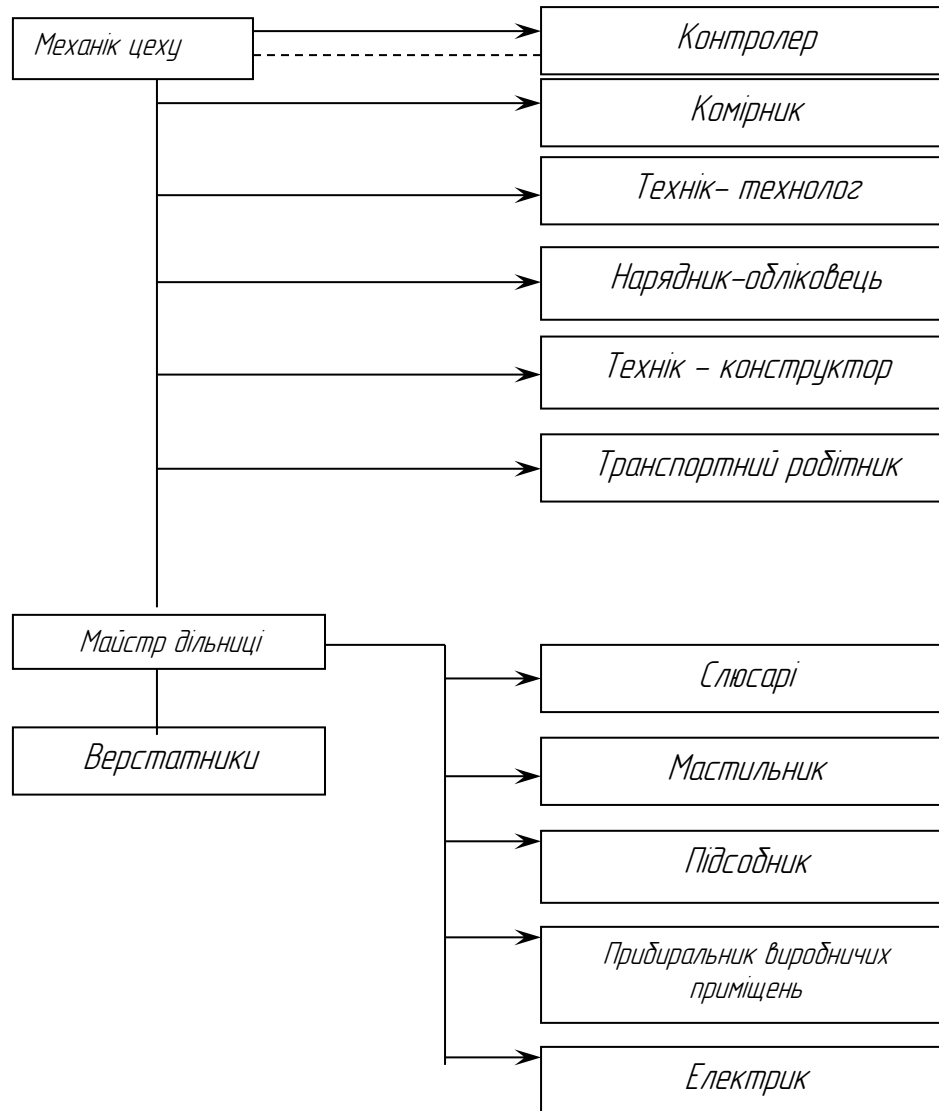 Механік цеху
Контролер
Комірник
Технік– технолог
Нарядник–обліковець
Технік – конструктор
Транспортний робітник
Майстр дільниці
Слюсарі
Верстатники
Мастильник
Підсобник
Прибиральник виробничих
приміщень
Електрик